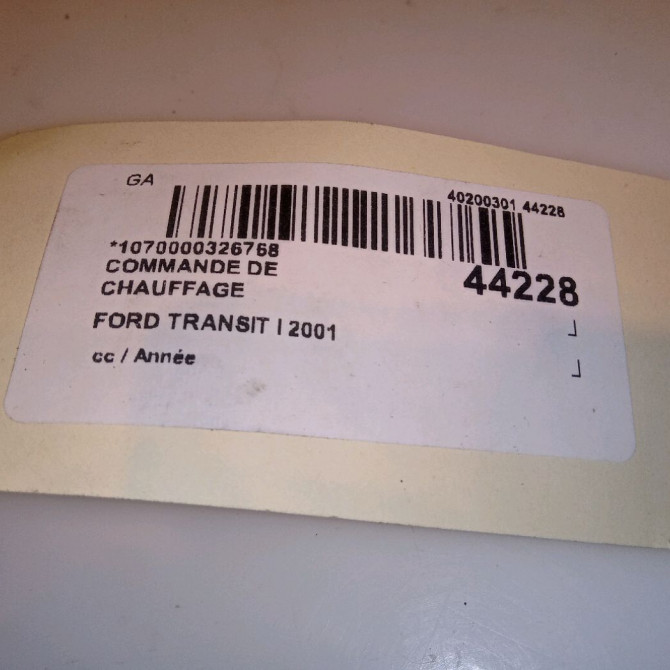 GA
40200301 44228
*1070000326768
COMMANDE DE
CHAUFFAGE
44228
FORD TRANSIT I 2001
cc / Année